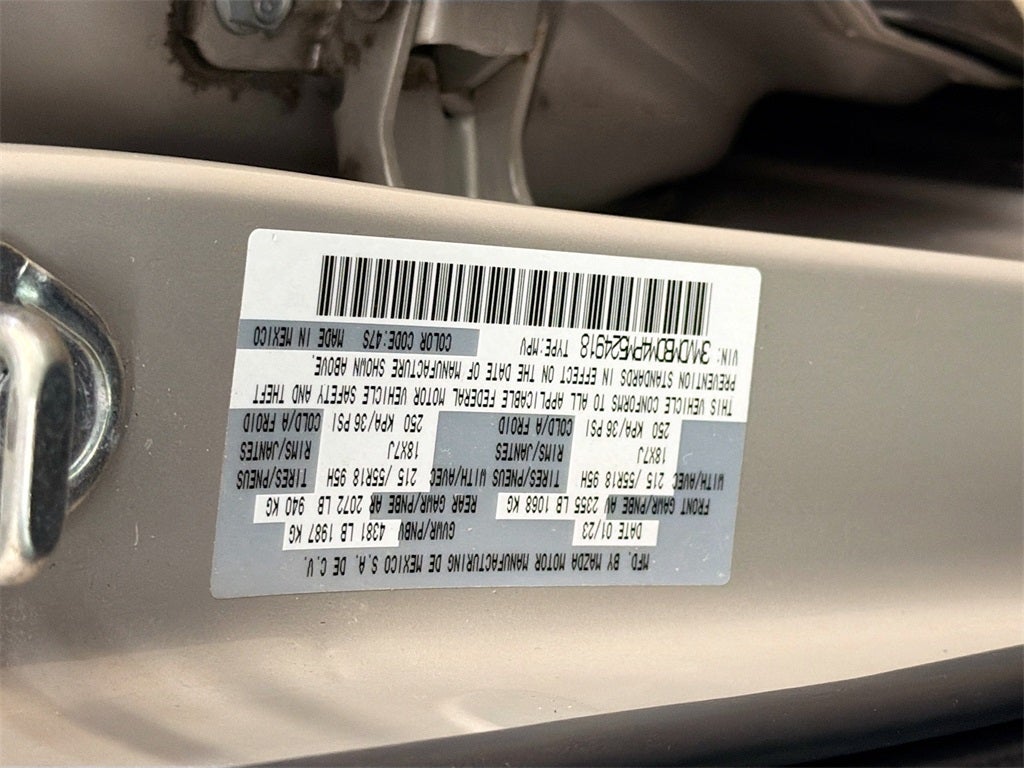 MFD. BY MAZDA MOTOR MANUFACTURING DE MEXICO S.A. DE C.V.
DATE 01/23 GVWR/PNBV 4381 LB 1987 KG
FRONT GAWR/PNBE AV 2355 LB 1068 KG REAR GAWR/PNBE AR 2072 LB 940 KG
WITH/AVEC 215 /55R18 95H TIRES/PNEUS WITH/AVEC 215 /55R18 95H TIRES/PNEUS
18X7J RIMS/JANTES 18X7J RIMS/JANTES
250 KPA/36 PSI COLD/A FROID 250 KPA/36 PSI COLD/A FROID
THIS VEHICLE CONFORMS TO ALL APPLICABLE FEDERAL MOTOR VEHICLE SAFETY AND THEFT
PREVENTION STANDARDS IN EFFECT ON THE DATE OF MANUFACTURE SHOWN ABOVE.
VIN: 3MVDMBDM4PM524918 TYPE:MPV COLOR CODE:47S MADE IN MEXICO